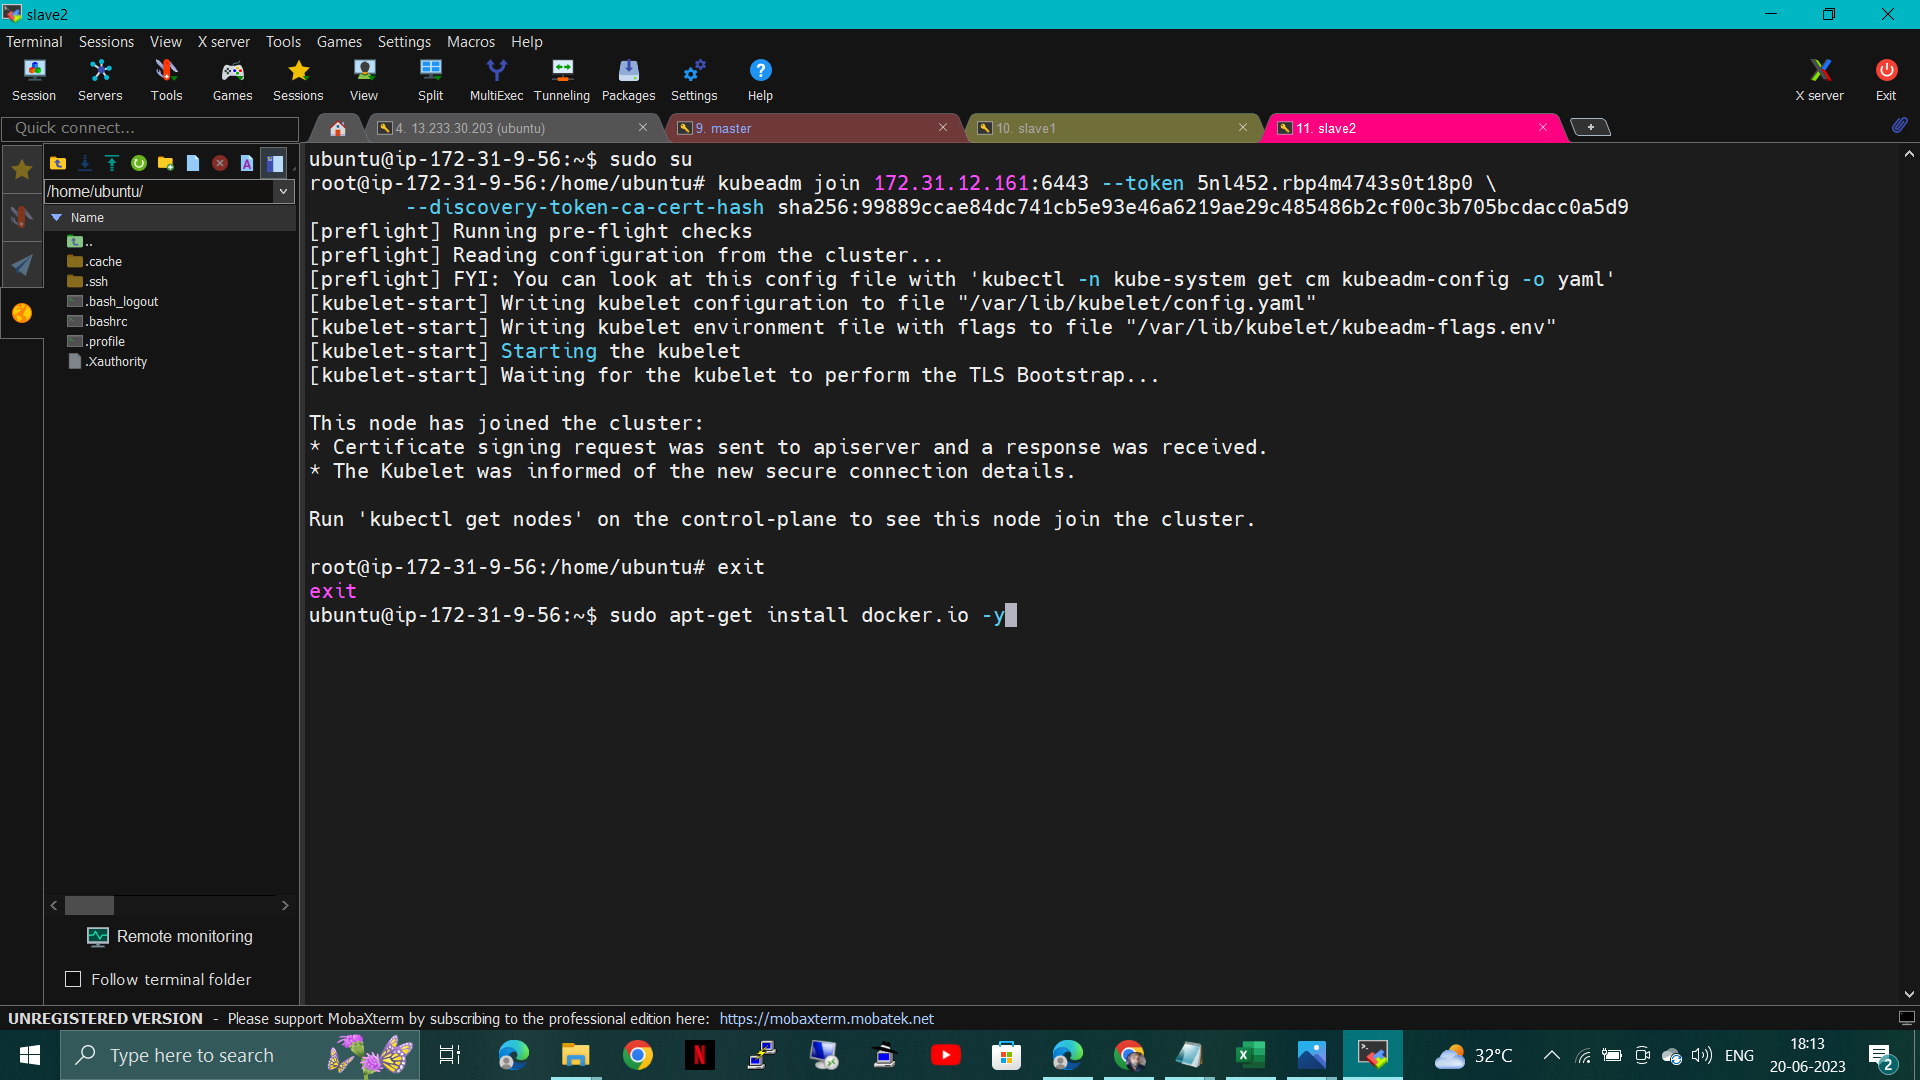 slave2
Terminal Sessions View X server Tools Games Settings Macros Help
Session Servers Tools Games Sessions View Split MultiExec Tunneling Packages Settings Help X server Exit
Quick connect...
4. 13.233.30.203 (ubuntu)
9. master
10. slave1
11. slave2
/home/ubuntu/
Name
..
.cache
.ssh
.bash_logout
.bashrc
.profile
.Xauthority
Remote monitoring
Follow terminal folder
ubuntu@ip-172-31-9-56:~$ sudo su
root@ip-172-31-9-56:/home/ubuntu# kubeadm join 172.31.12.161:6443 --token 5nl452.rbp4m4743s0t18p0 \
        --discovery-token-ca-cert-hash sha256:99889ccae84dc741cb5e93e46a6219ae29c485486b2cf00c3b705bcdacc0a5d9
[preflight] Running pre-flight checks
[preflight] Reading configuration from the cluster...
[preflight] FYI: You can look at this config file with 'kubectl -n kube-system get cm kubeadm-config -o yaml'
[kubelet-start] Writing kubelet configuration to file "/var/lib/kubelet/config.yaml"
[kubelet-start] Writing kubelet environment file with flags to file "/var/lib/kubelet/kubeadm-flags.env"
[kubelet-start] Starting the kubelet
[kubelet-start] Waiting for the kubelet to perform the TLS Bootstrap...
This node has joined the cluster:
* Certificate signing request was sent to apiserver and a response was received.
* The Kubelet was informed of the new secure connection details.
Run 'kubectl get nodes' on the control-plane to see this node join the cluster.
root@ip-172-31-9-56:/home/ubuntu# exit
exit
ubuntu@ip-172-31-9-56:~$ sudo apt-get install docker.io -y
UNREGISTERED VERSION - Please support MobaXterm by subscribing to the professional edition here: https://mobaxterm.mobatek.net
Type here to search
32°C
ENG
18:13
20-06-2023
2